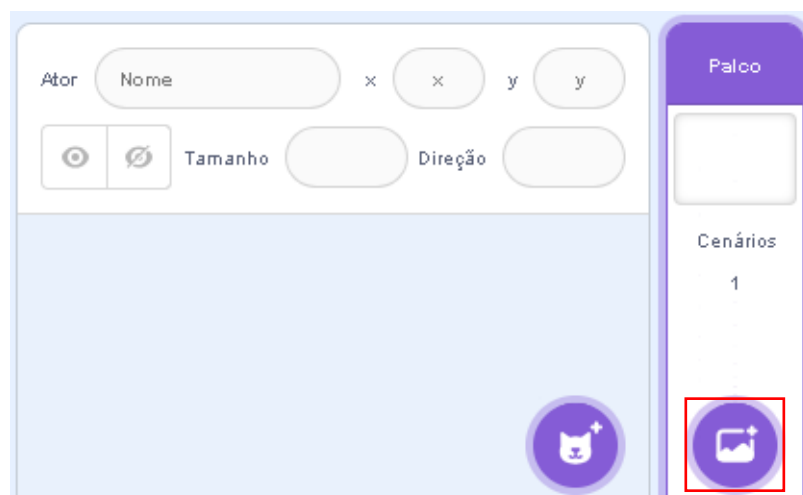 Ator Nome x x y y
Tamanho Direção
Palco
Cenários
1